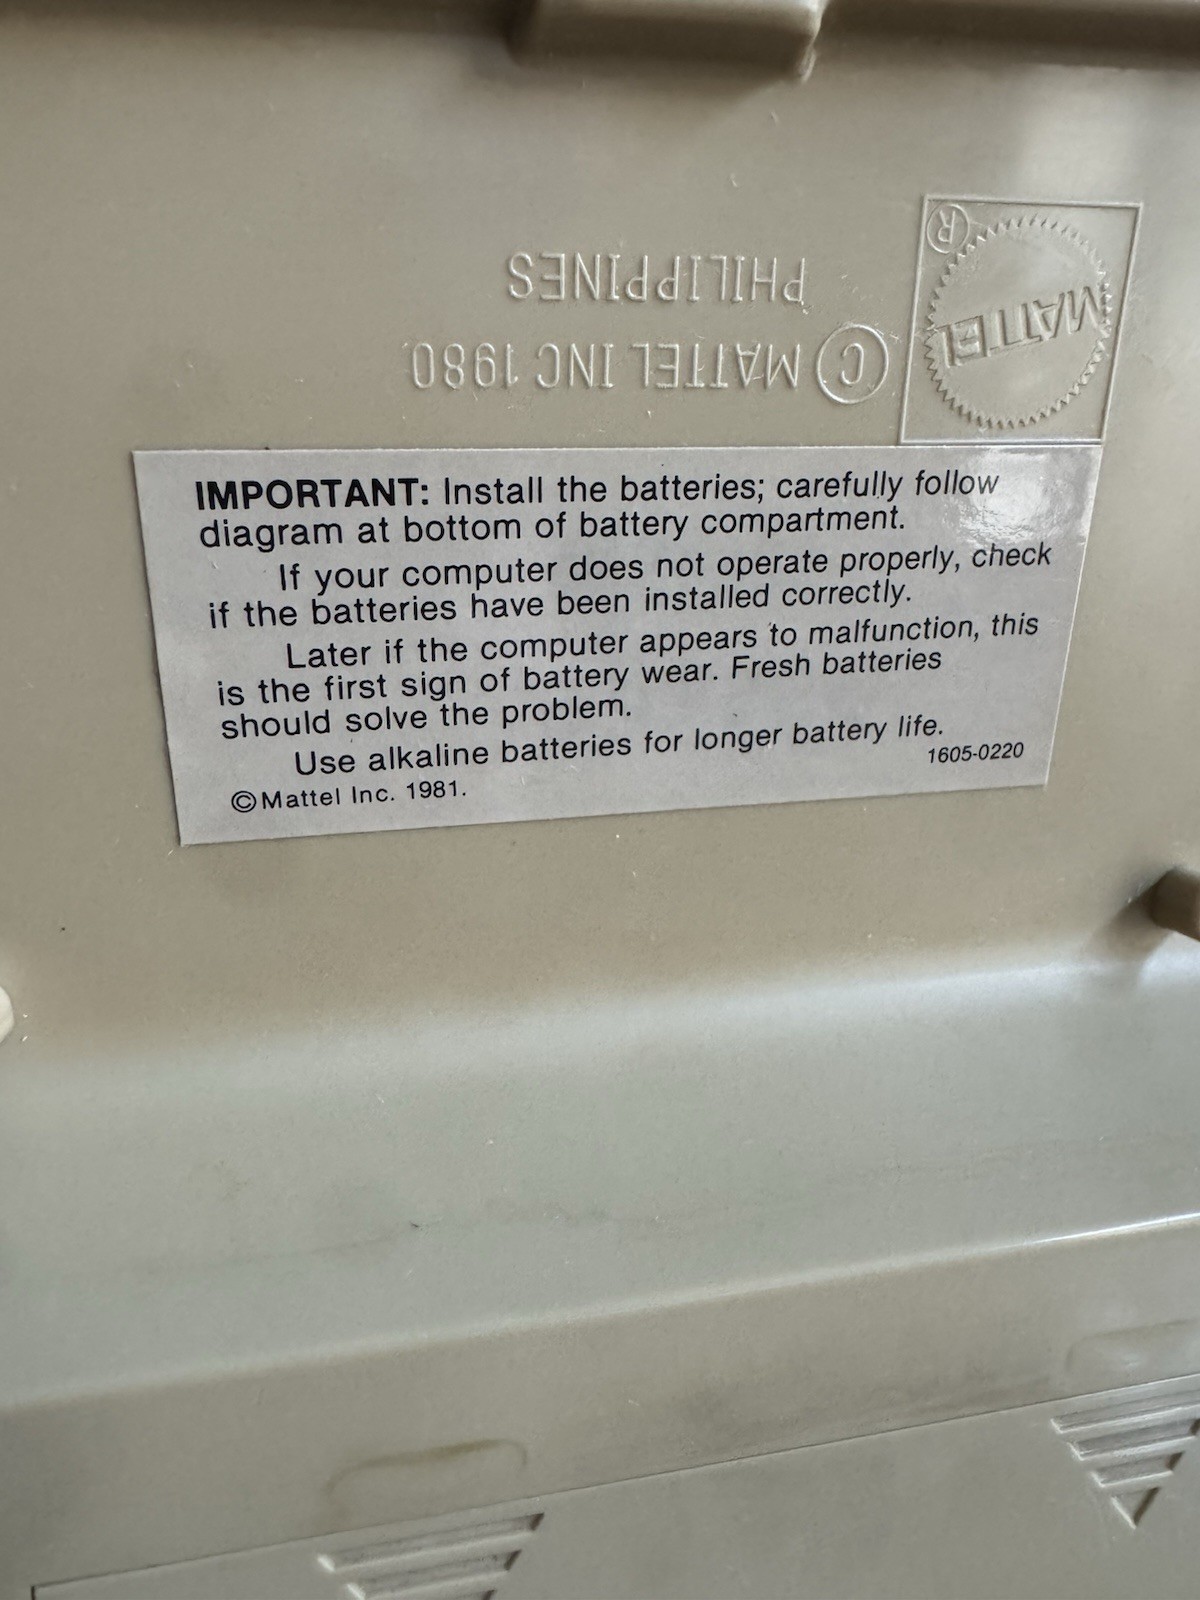 PHILIPPINES
© MATTEL INC 1980
MATTEL
®
IMPORTANT: Install the batteries; carefully follow
diagram at bottom of battery compartment.
If your computer does not operate properly, check
if the batteries have been installed correctly.
Later if the computer appears to malfunction, this
is the first sign of battery wear. Fresh batteries
should solve the problem.
Use alkaline batteries for longer battery life.
1605-0220
©Mattel Inc. 1981.